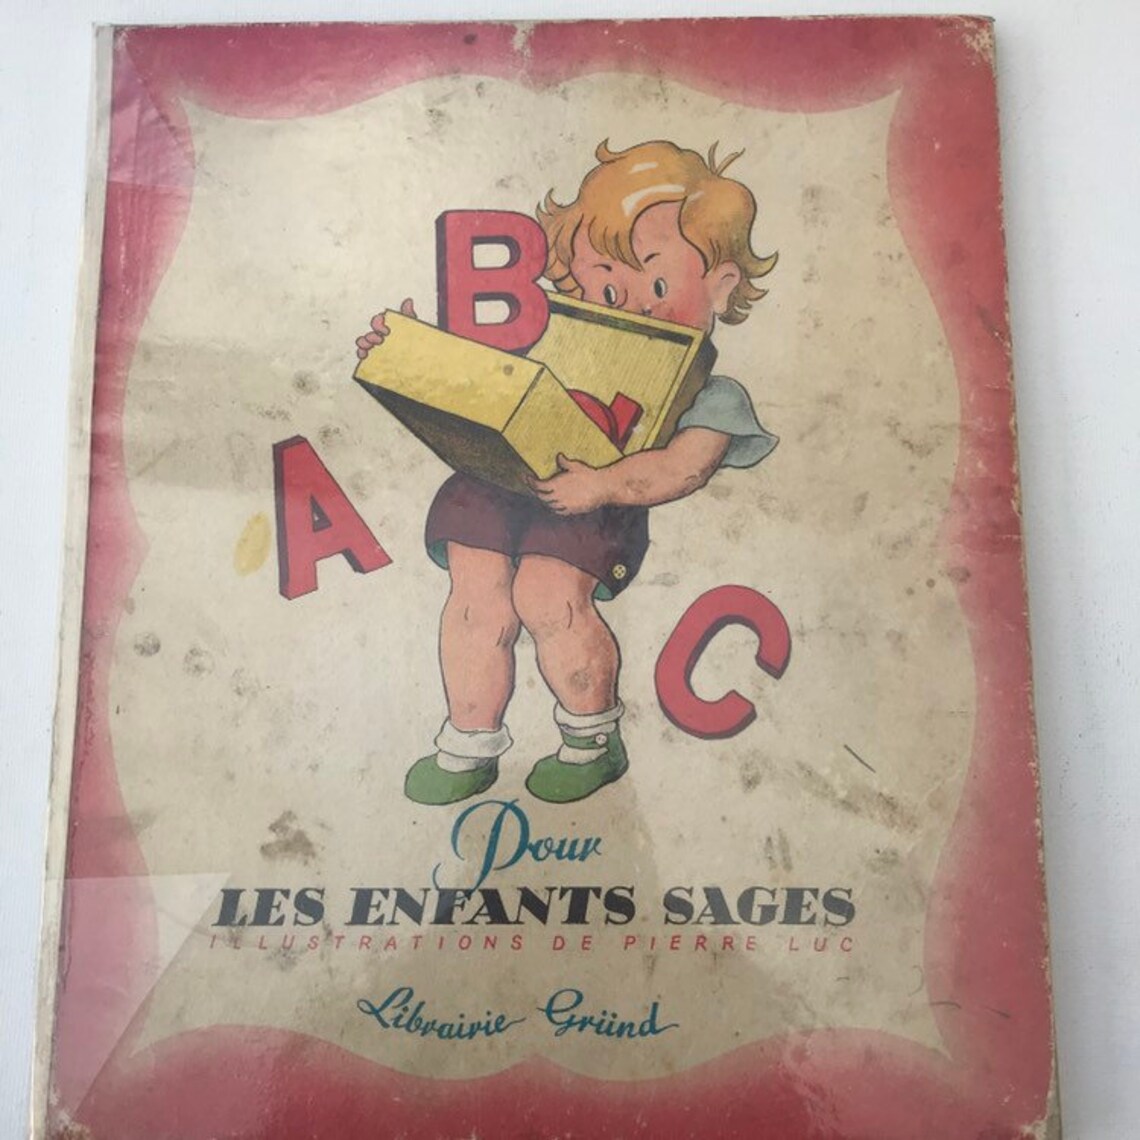 B
A
C
Pour
LES ENFANTS SAGES
ILLUSTRATIONS DE PIERRE LUC
Librairie Gründ